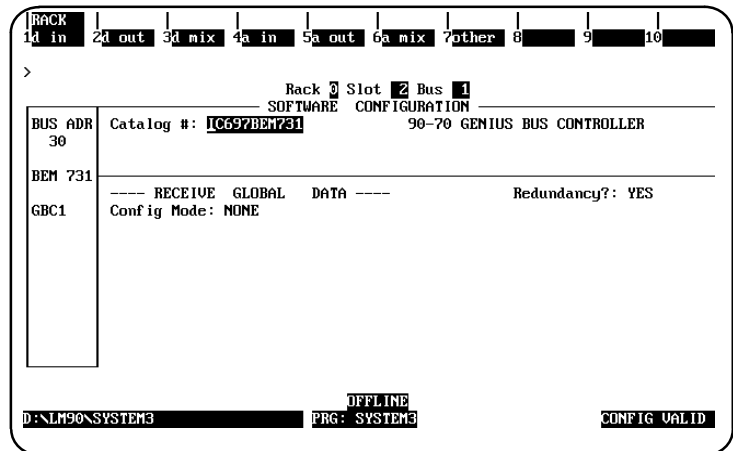 RACK
1d in 2d out 3d mix 4a in 5a out 6a mix 7other 8 9 10
>
Rack 0 Slot 2 Bus 1
SOFTWARE CONFIGURATION
BUS ADR Catalog #: IC697BEM731 90-70 GENIUS BUS CONTROLLER
30
BEM 731
---- RECEIVE GLOBAL DATA ---- Redundancy?: YES
GBC1 Config Mode: NONE
OFFLINE
D:\LM90\SYSTEM3 PRG: SYSTEM3 CONFIG VALID